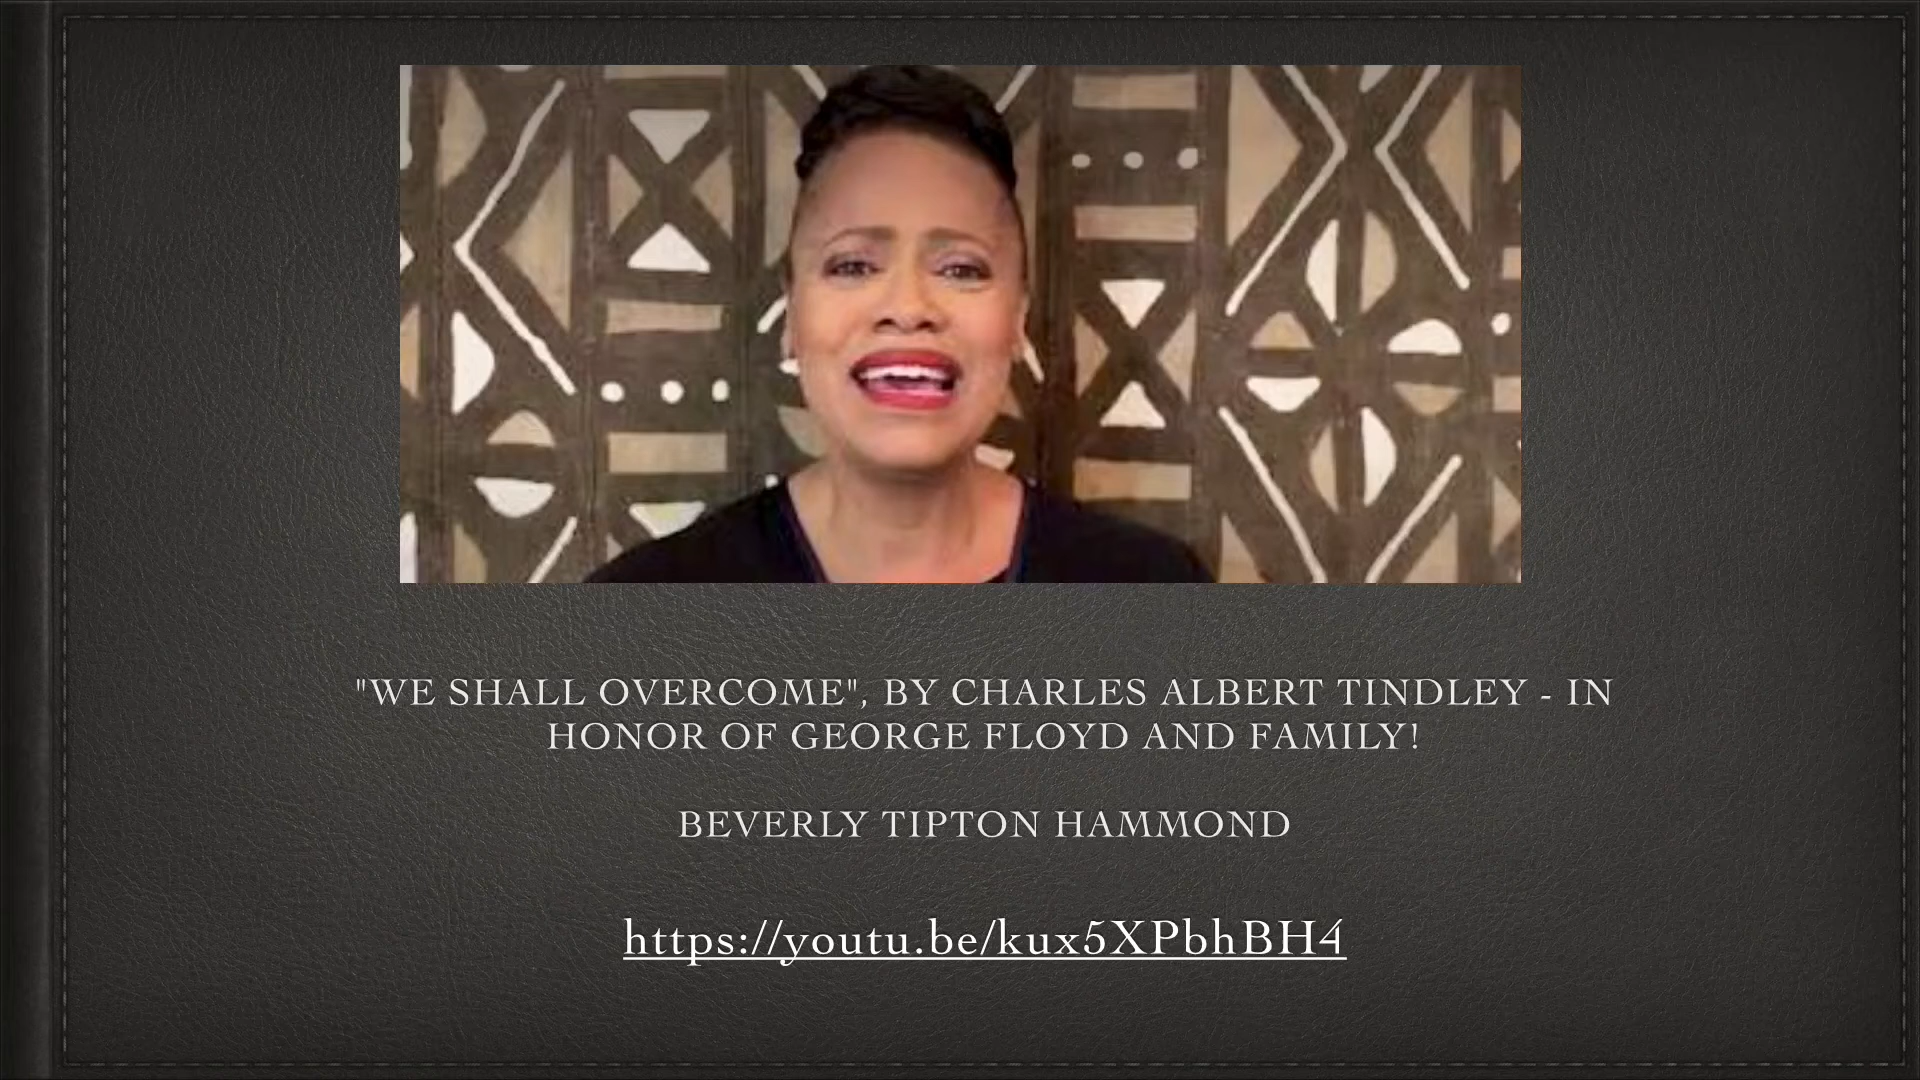 "WE SHALL OVERCOME", BY CHARLES ALBERT TINDLEY - IN
HONOR OF GEORGE FLOYD AND FAMILY!
BEVERLY TIPTON HAMMOND
https://youtu.be/kux5XPbhBH4